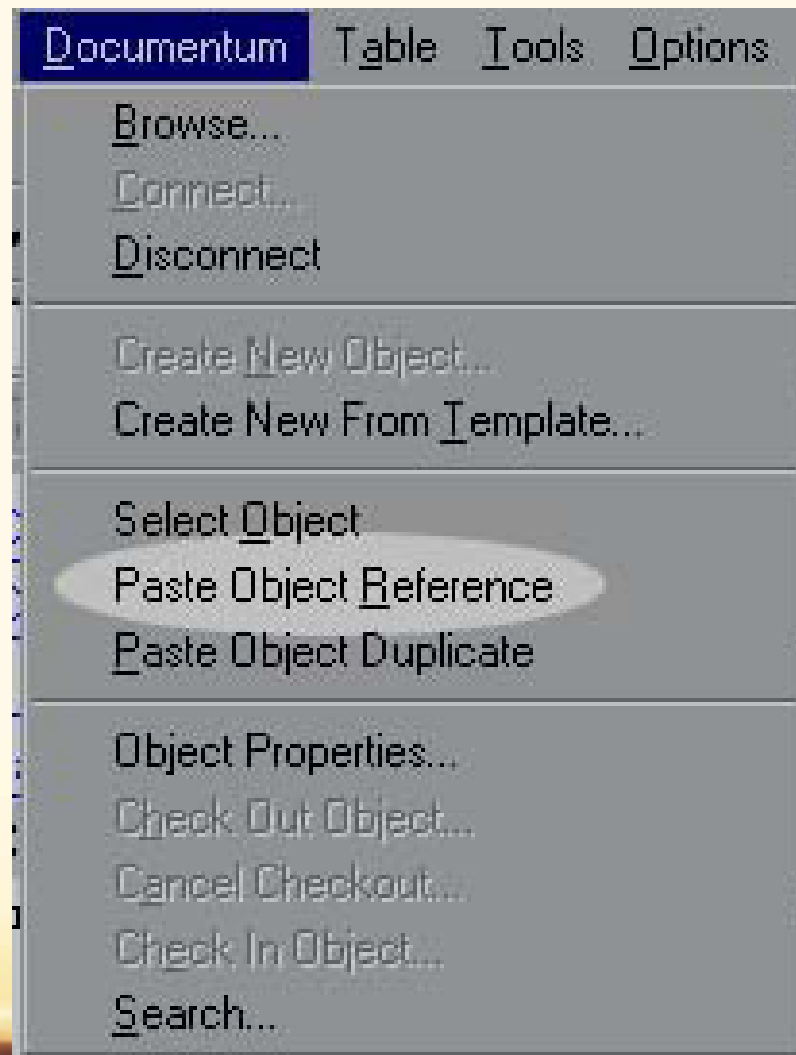 Documentum Table Tools Options
Browse...
Connect...
Disconnect
Create New Object...
Create New From Template...
Select Object
Paste Object Reference
Paste Object Duplicate
Object Properties...
Check Out Object...
Cancel Checkout...
Check In Object...
Search...